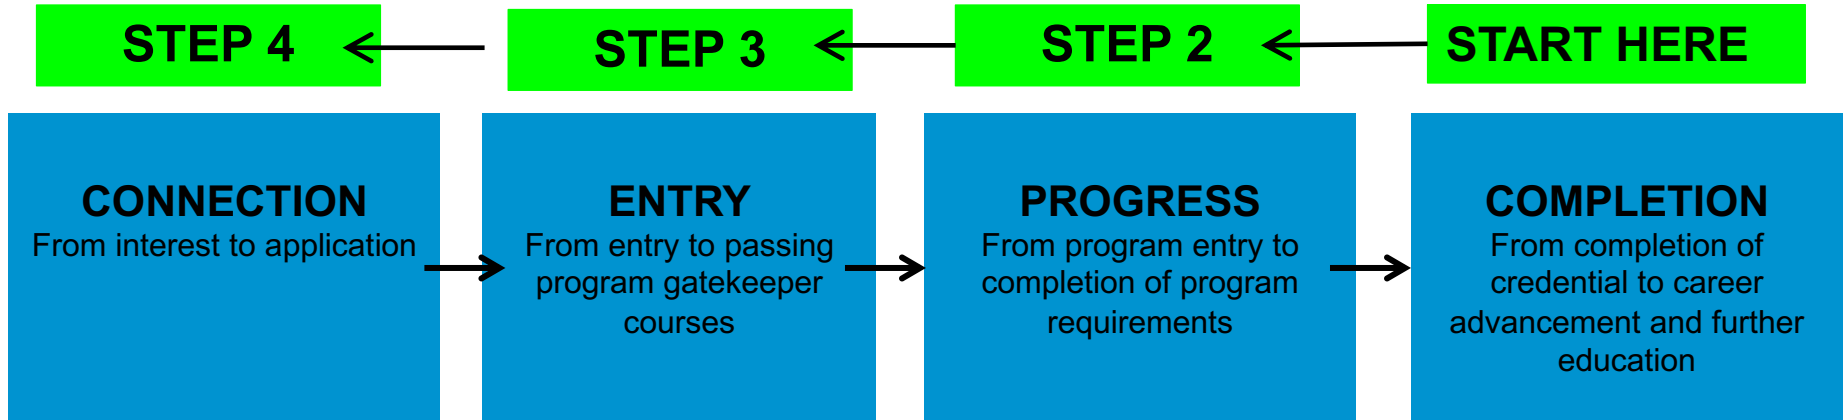 STEP 4
STEP 3
STEP 2
START HERE
CONNECTION
From interest to application
ENTRY
From entry to passing
program gatekeeper
courses
PROGRESS
From program entry to
completion of program
requirements
COMPLETION
From completion of
credential to career
advancement and further
education